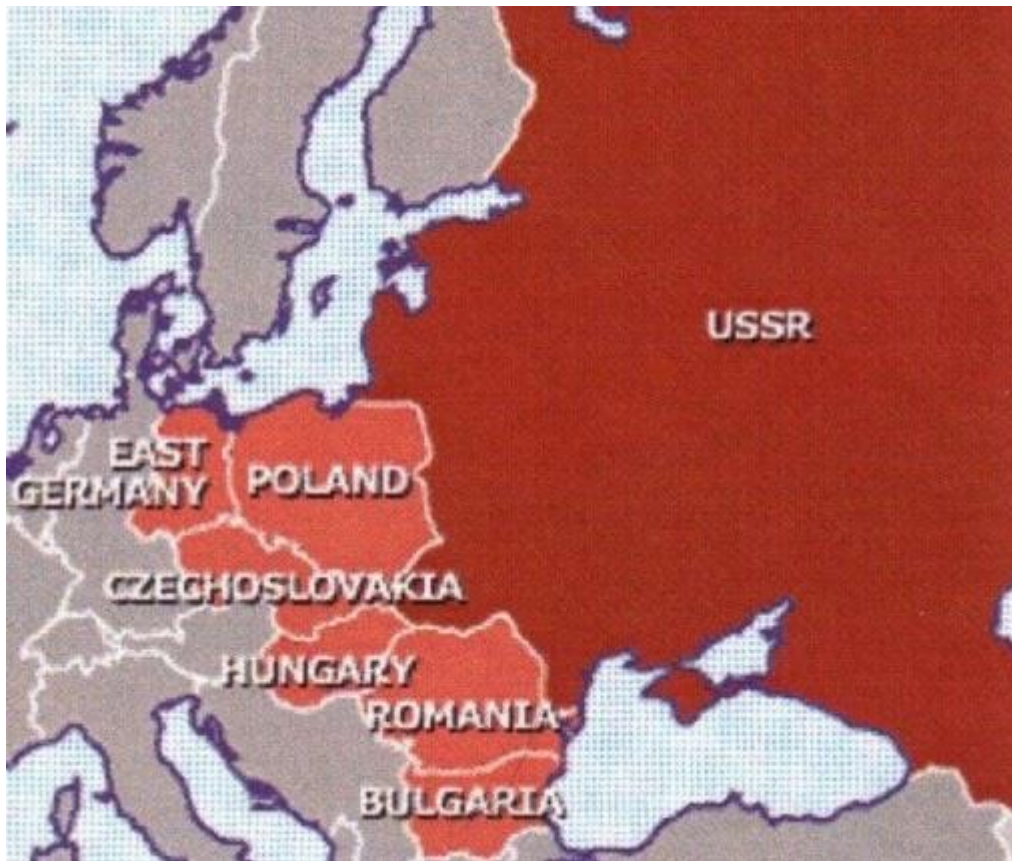 USSR
EAST
GERMANY
POLAND
CZECHOSLOVAKIA
HUNGARY
ROMANIA
BULGARIA